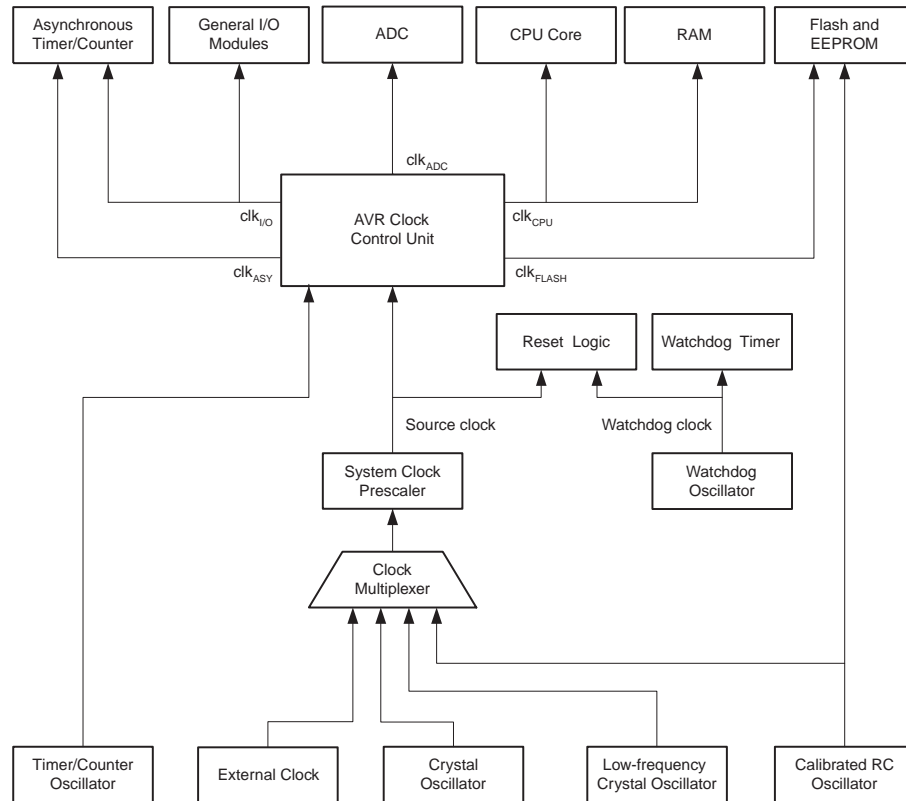 Asynchronous
Timer/Counter
General I/O
Modules
ADC
CPU Core
RAM
Flash and
EEPROM
clkADC
clkI/O
AVR Clock
Control Unit
clkCPU
clkASY
clkFLASH
Reset Logic
Watchdog Timer
Source clock
Watchdog clock
System Clock
Prescaler
Watchdog
Oscillator
Clock
Multiplexer
Timer/Counter
Oscillator
External Clock
Crystal
Oscillator
Low-frequency
Crystal Oscillator
Calibrated RC
Oscillator